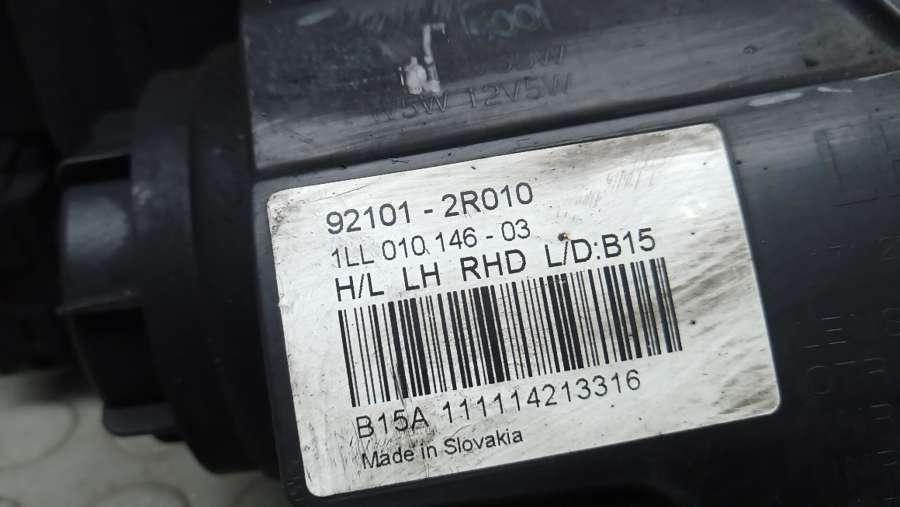 W5W 12V5W
92101 - 2R010
1LL 010 146 - 03
H/L LH RHD L/D:B15
B15A 111114213316
Made in Slovakia